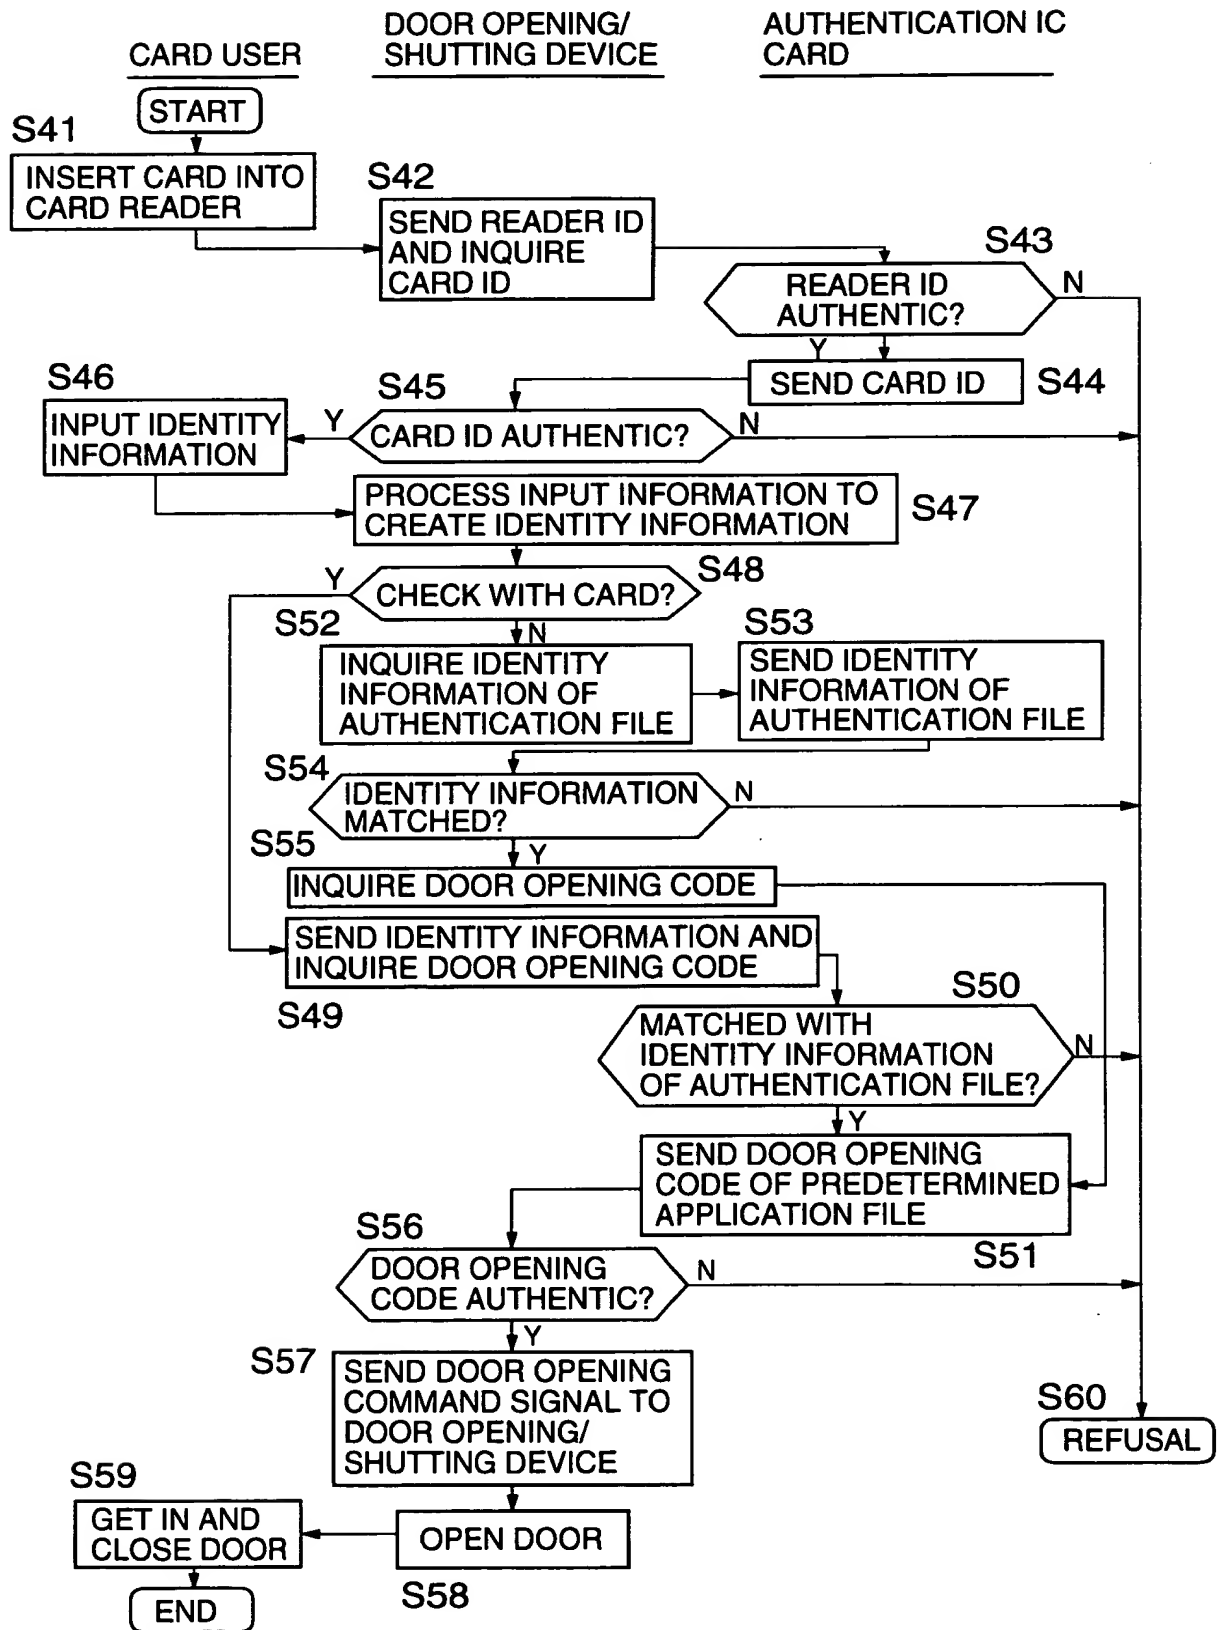 CARD USER
DOOR OPENING/
SHUTTING DEVICE
AUTHENTICATION IC
CARD
START
S41
INSERT CARD INTO
CARD READER
S42
SEND READER ID
AND INQUIRE
CARD ID
S43
READER ID
AUTHENTIC?
N
Y
SEND CARD ID
S44
S45
CARD ID AUTHENTIC?
Y
N
S46
INPUT IDENTITY
INFORMATION
PROCESS INPUT INFORMATION TO
CREATE IDENTITY INFORMATION
S47
S48
CHECK WITH CARD?
Y
N
S52
INQUIRE IDENTITY
INFORMATION OF
AUTHENTICATION FILE
S53
SEND IDENTITY
INFORMATION OF
AUTHENTICATION FILE
S54
IDENTITY INFORMATION
MATCHED?
N
Y
S55
INQUIRE DOOR OPENING CODE
SEND IDENTITY INFORMATION AND
INQUIRE DOOR OPENING CODE
S49
S50
MATCHED WITH
IDENTITY INFORMATION
OF AUTHENTICATION FILE?
N
Y
SEND DOOR OPENING
CODE OF PREDETERMINED
APPLICATION FILE
S51
S56
DOOR OPENING
CODE AUTHENTIC?
N
Y
S57
SEND DOOR OPENING
COMMAND SIGNAL TO
DOOR OPENING/
SHUTTING DEVICE
S60
REFUSAL
S59
GET IN AND
CLOSE DOOR
OPEN DOOR
S58
END